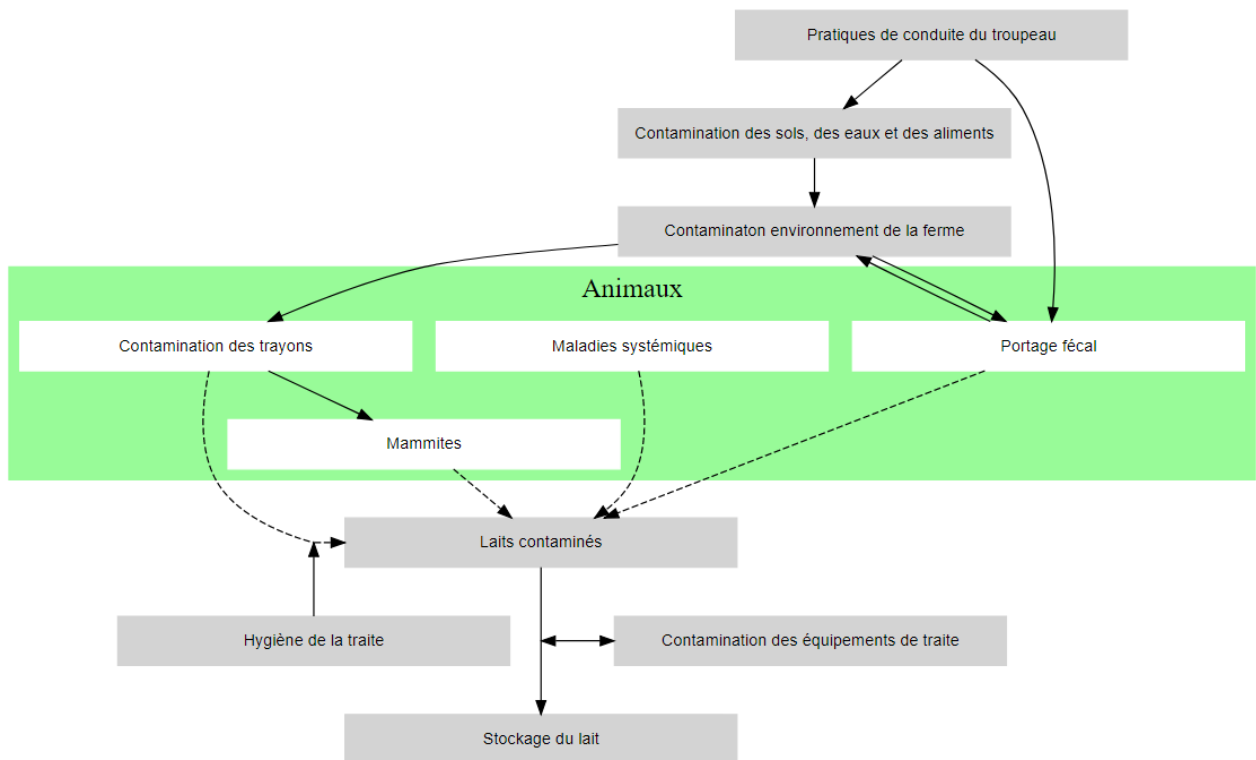 Pratiques de conduite du troupeau
Contamination des sols, des eaux et des aliments
Contaminaton environnement de la ferme
Animaux
Contamination des trayons
Maladies systémiques
Portage fécal
Mammites
Laits contaminés
Hygiène de la traite
Contamination des équipements de traite
Stockage du lait